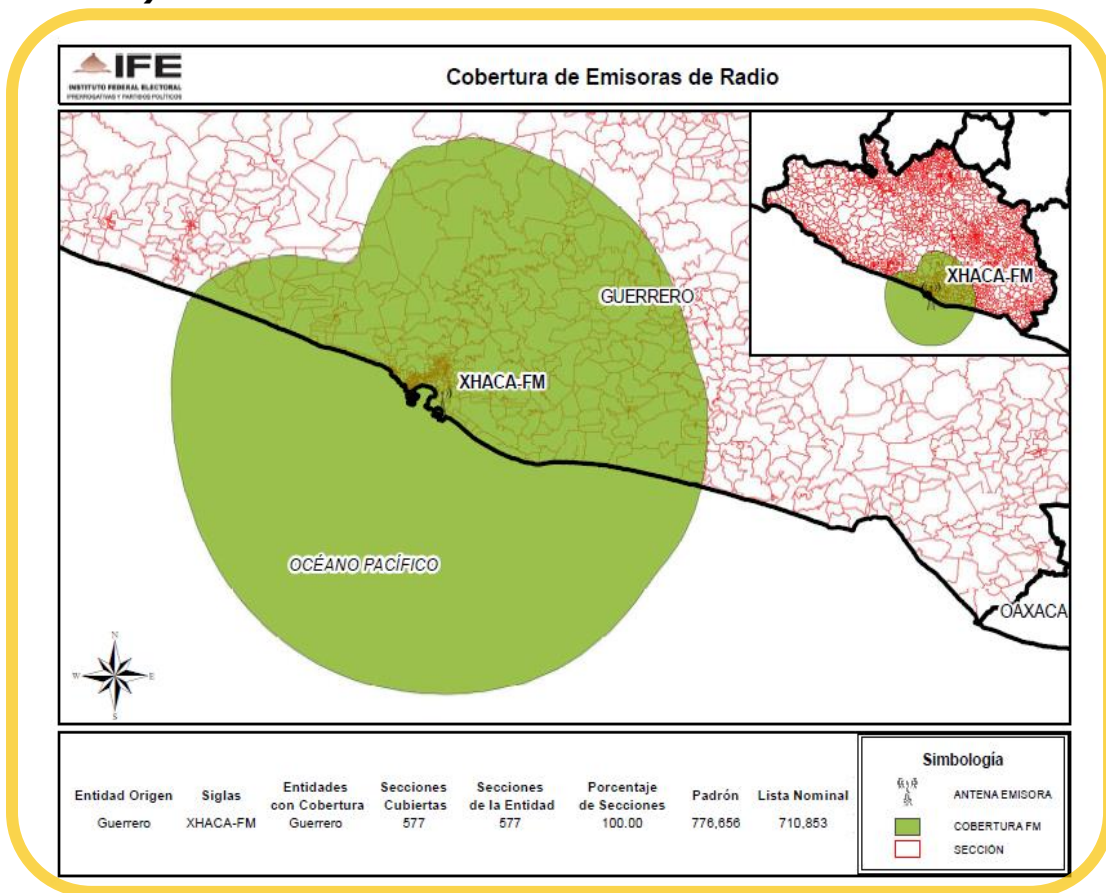 IFE
INSTITUTO FEDERAL ELECTORAL
PRERROGATIVAS Y PARTIDOS POLÍTICOS
Cobertura de Emisoras de Radio
XHACA-FM
GUERRERO
XHACA-FM
OCÉANO PACÍFICO
OAXACA
N
W E
S
Entidad Origen Siglas Entidades con Cobertura Secciones Cubiertas Secciones de la Entidad Porcentaje de Secciones Padrón Lista Nominal
Guerrero XHACA-FM Guerrero 577 577 100.00 776,656 710,853
Simbología
ANTENA EMISORA
COBERTURA FM
SECCIÓN